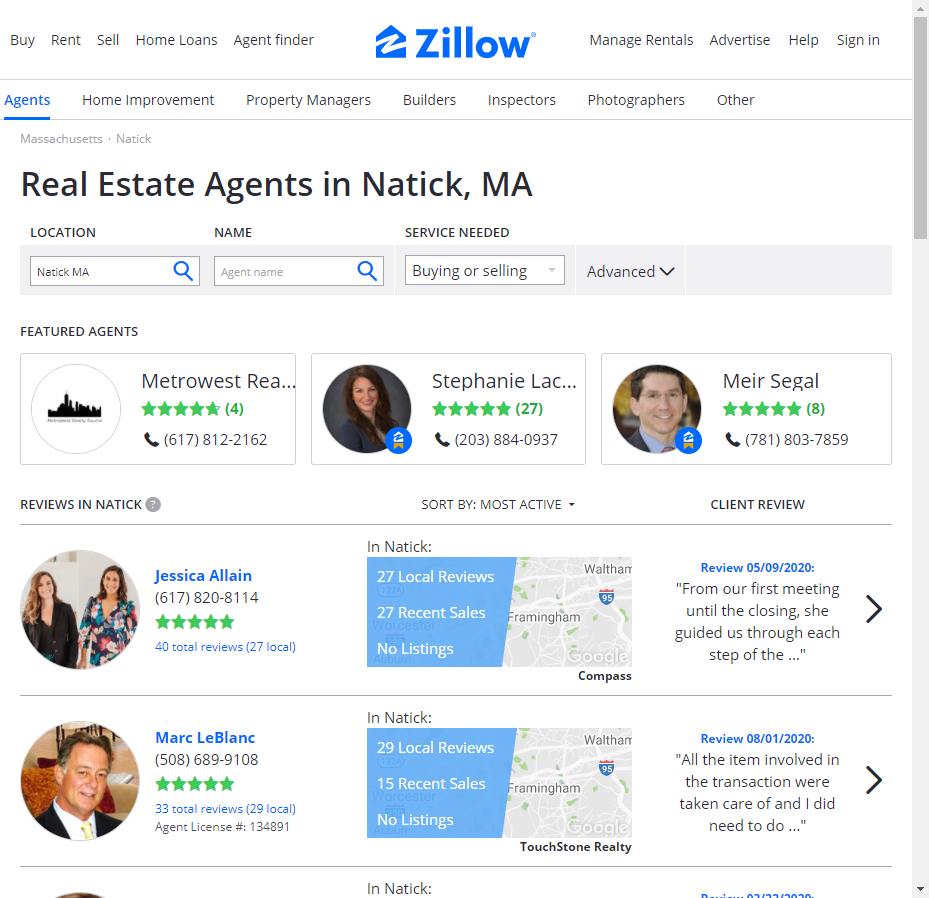 Buy Rent Sell Home Loans Agent finder Zillow® Manage Rentals Advertise Help Sign in
Agents Home Improvement Property Managers Builders Inspectors Photographers Other
Massachusetts · Natick
Real Estate Agents in Natick, MA
LOCATION NAME SERVICE NEEDED
Natick MA Agent name Buying or selling Advanced
FEATURED AGENTS
Metrowest Rea...
(4)
(617) 812-2162
Stephanie Lac...
(27)
(203) 884-0937
Meir Segal
(8)
(781) 803-7859
REVIEWS IN NATICK ? SORT BY: MOST ACTIVE CLIENT REVIEW
Jessica Allain
(617) 820-8114
40 total reviews (27 local)
In Natick:
27 Local Reviews
27 Recent Sales
No Listings
Waltham
95
Framingham
Worcester
Auburn
122A
Google
Compass
Review 05/09/2020:
"From our first meeting
until the closing, she
guided us through each
step of the ..."
Marc LeBlanc
(508) 689-9108
33 total reviews (29 local)
Agent License #: 134891
In Natick:
29 Local Reviews
15 Recent Sales
No Listings
Waltham
95
Framingham
Worcester
Auburn
122A
Google
TouchStone Realty
Review 08/01/2020:
"All the item involved in
the transaction were
taken care of and I did
need to do ..."
In Natick: